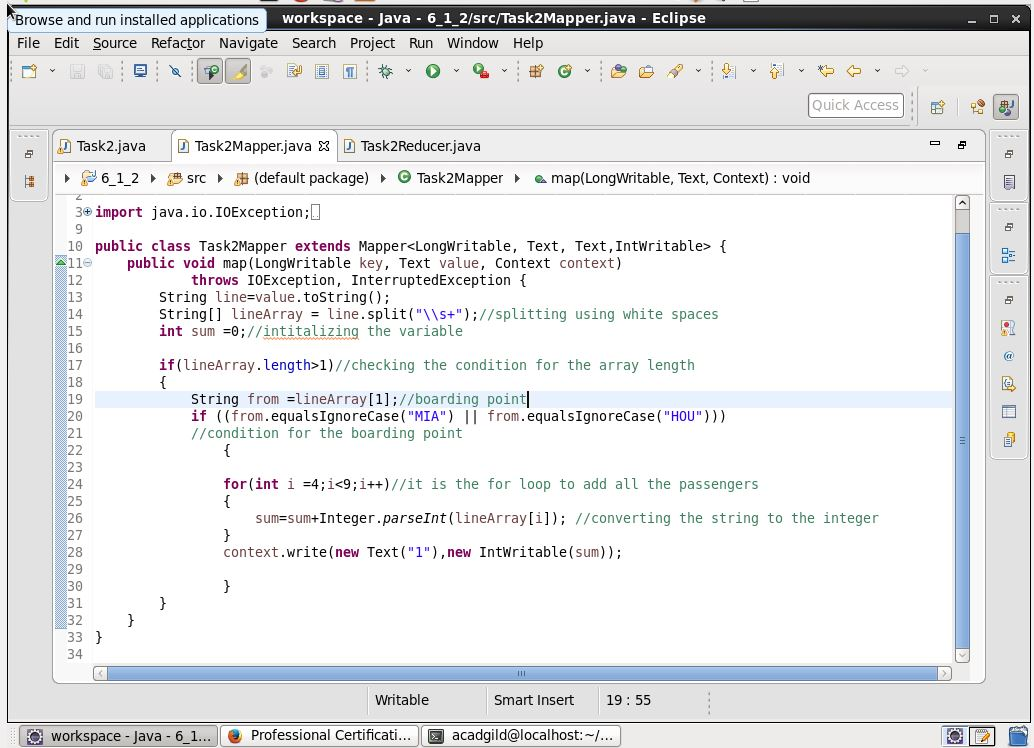 Browse and run installed applications
workspace - Java - 6_1_2/src/Task2Mapper.java - Eclipse
File Edit Source Refactor Navigate Search Project Run Window Help
Quick Access
Task2.java Task2Mapper.java Task2Reducer.java
6_1_2 src (default package) Task2Mapper map(LongWritable, Text, Context) : void
2
3 import java.io.IOException;
9
10 public class Task2Mapper extends Mapper<LongWritable, Text, Text,IntWritable> {
11 public void map(LongWritable key, Text value, Context context)
12 throws IOException, InterruptedException {
13 String line=value.toString();
14 String[] lineArray = line.split("\\s+");//splitting using white spaces
15 int sum =0;//intitalizing the variable
16
17 if(lineArray.length>1)//checking the condition for the array length
18 {
19 String from =lineArray[1];//boarding point
20 if ((from.equalsIgnoreCase("MIA") || from.equalsIgnoreCase("HOU")))
21 //condition for the boarding point
22 {
23
24 for(int i =4;i<9;i++)//it is the for loop to add all the passengers
25 {
26 sum=sum+Integer.parseInt(lineArray[i]); //converting the string to the integer
27 }
28 context.write(new Text("1"),new IntWritable(sum));
29
30 }
31 }
32 }
33 }
34
Writable Smart Insert 19 : 55
workspace - Java - 6_1... Professional Certificati... acadgild@localhost:~/...